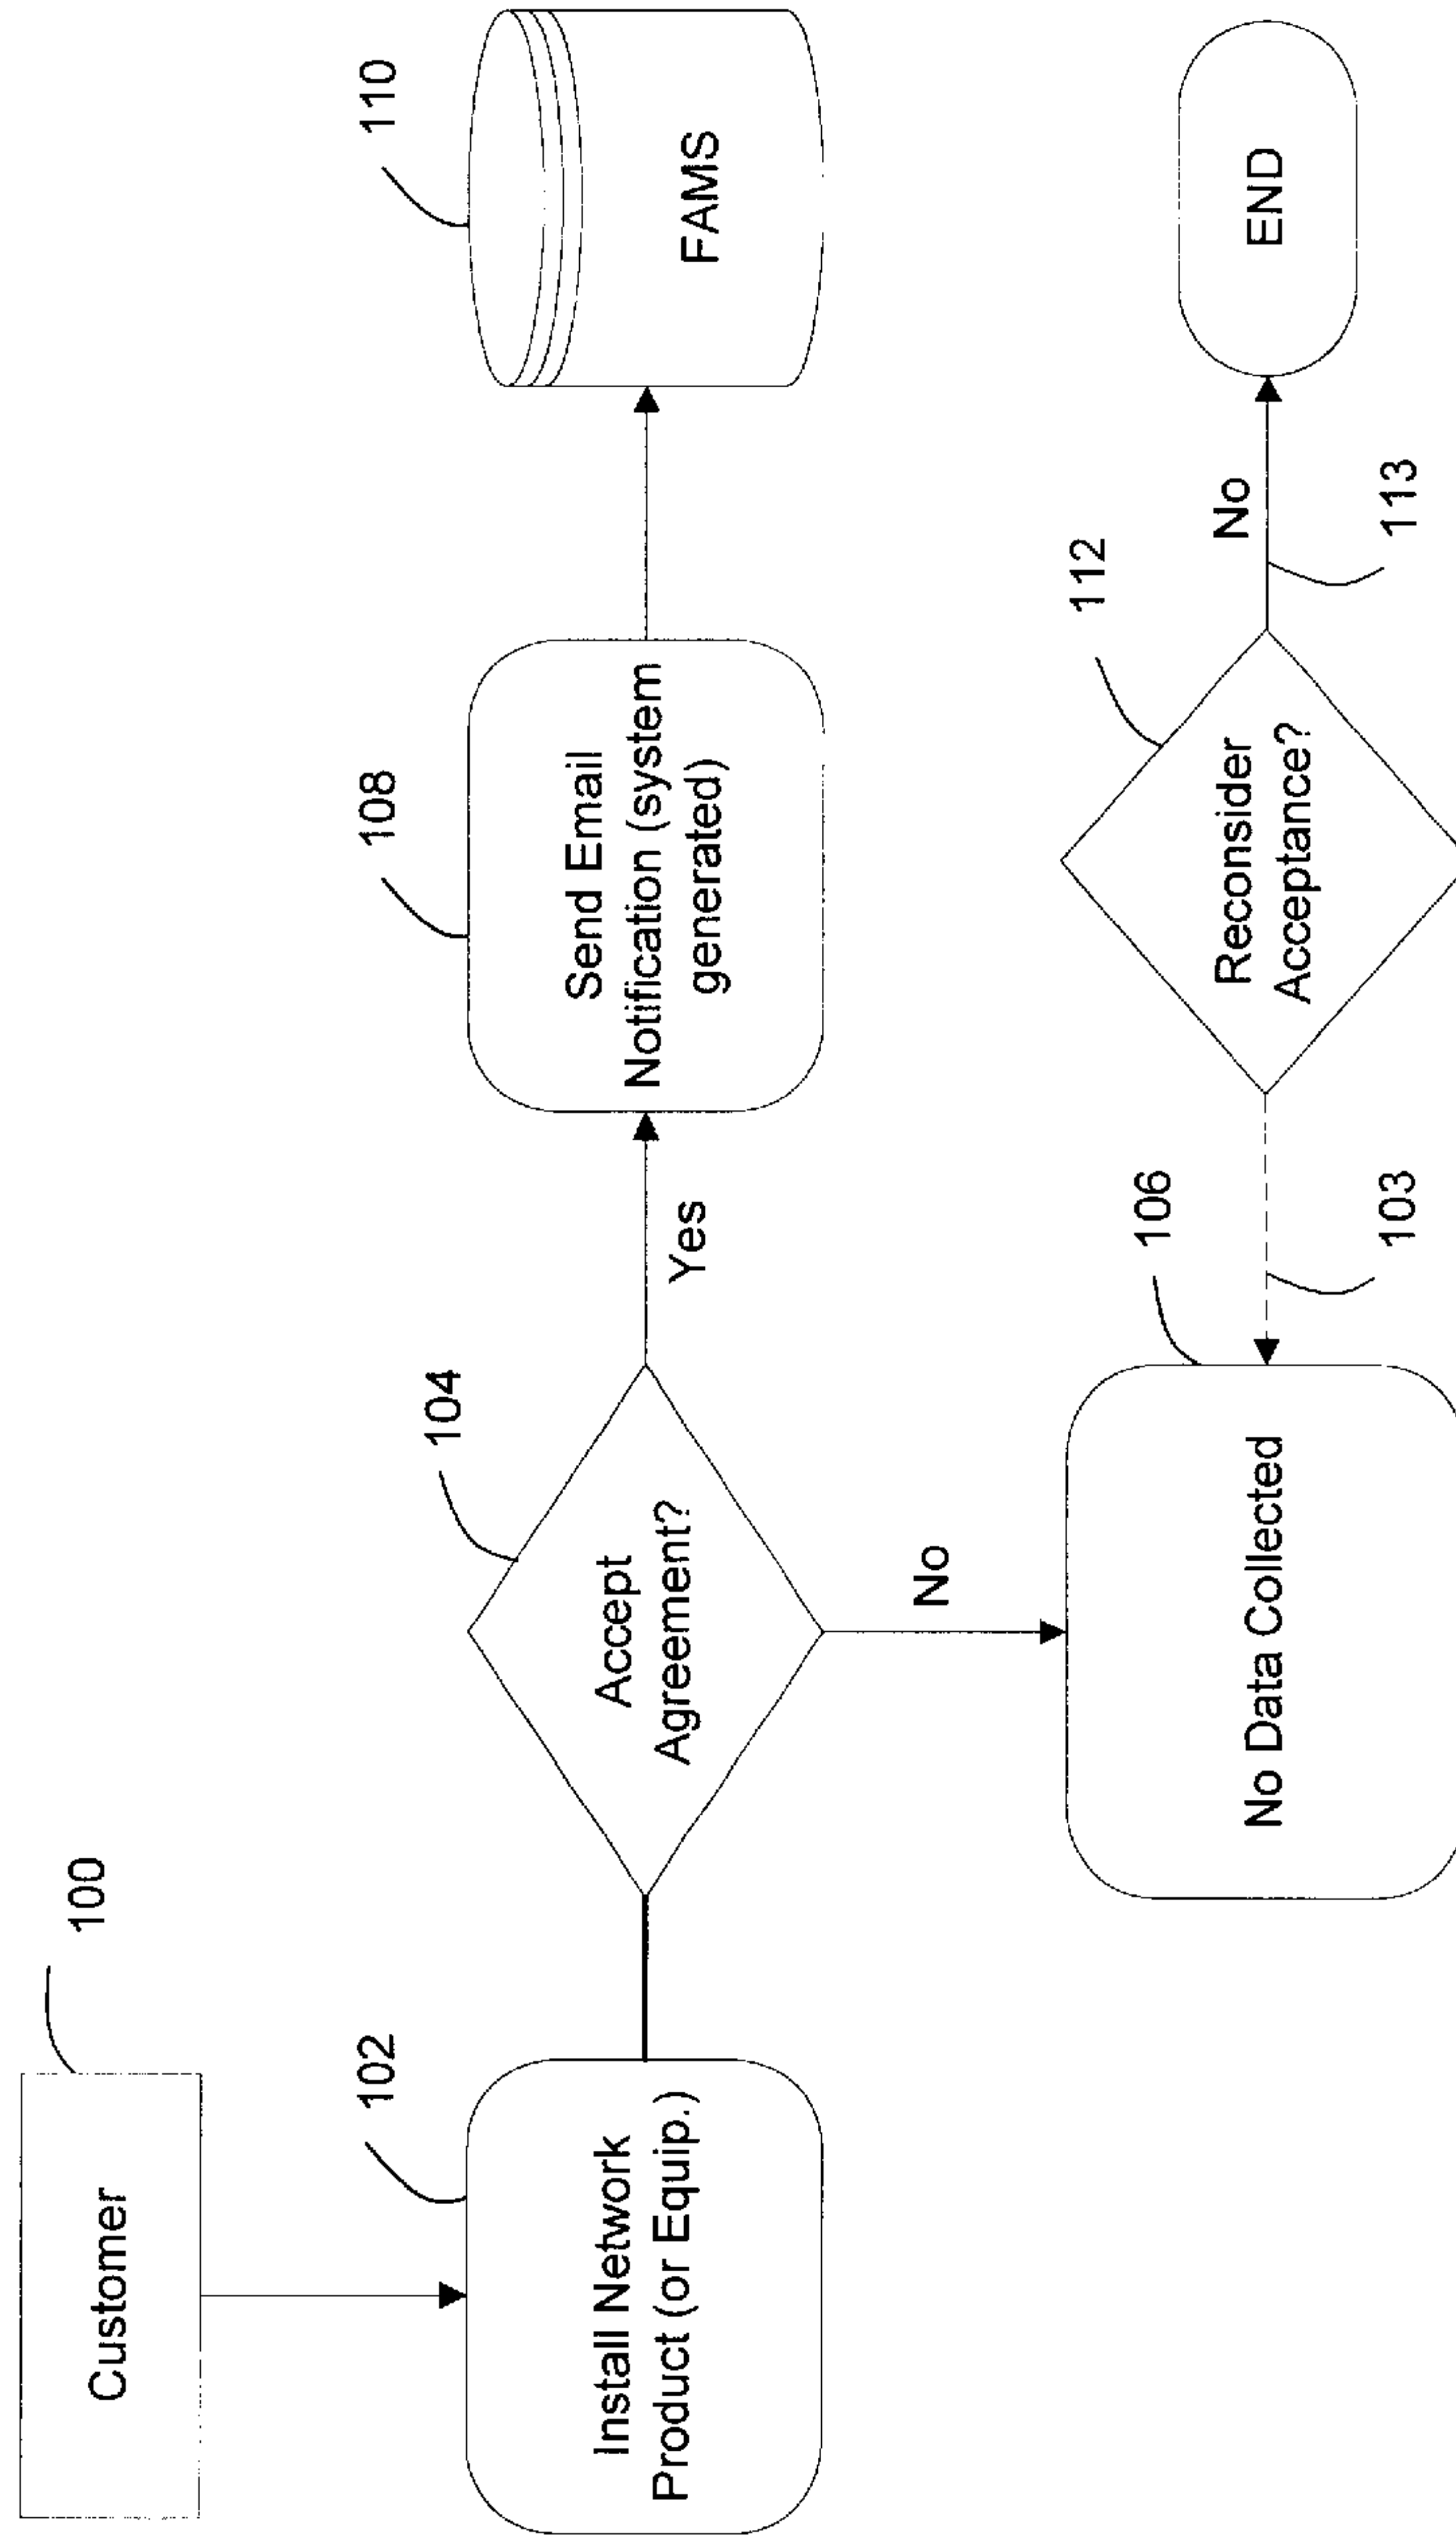 Customer
100
Install Network
Product (or Equip.)
102
Accept
Agreement?
104
Yes
Send Email
Notification (system
generated)
108
FAMS
110
No
No Data Collected
106
103
Reconsider
Acceptance?
112
No
113
END